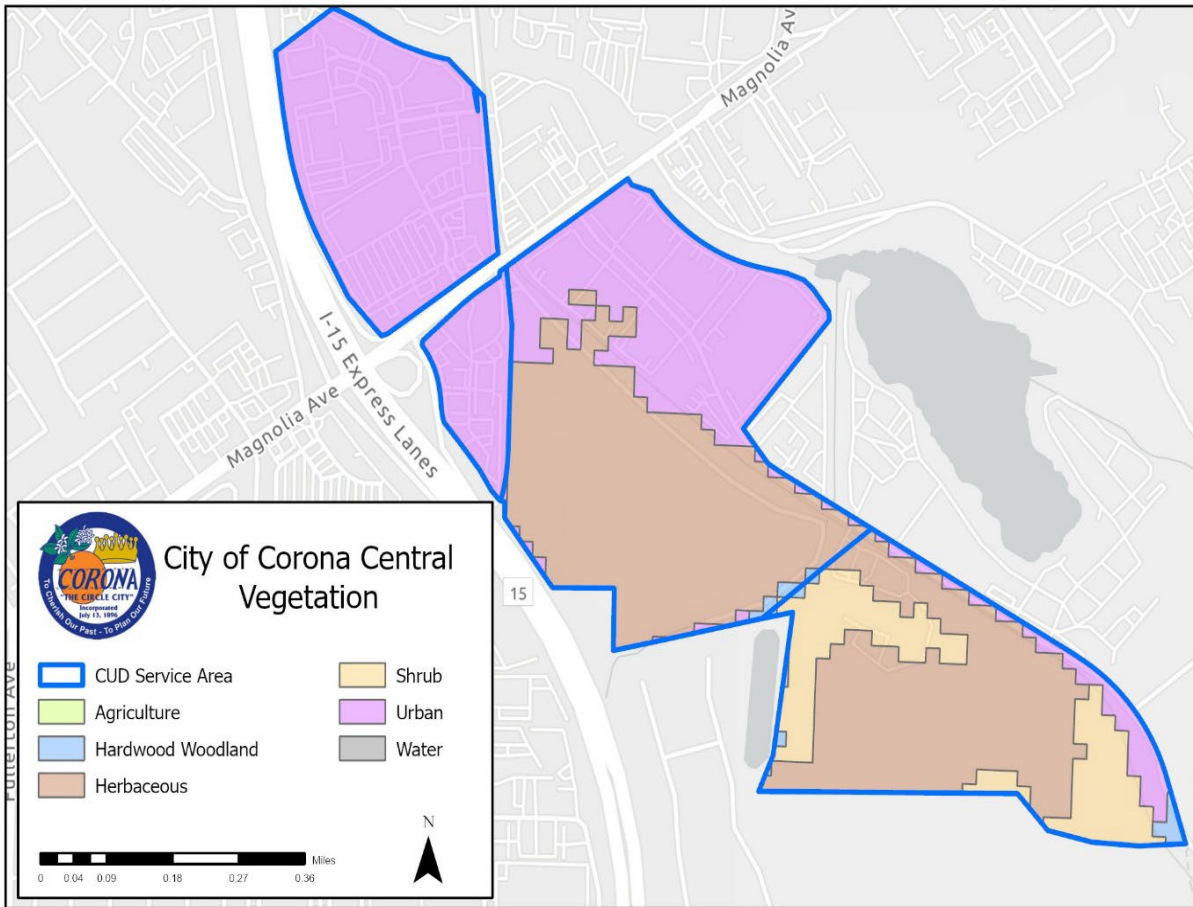 Magnolia Av
I-15 Express Lanes
Magnolia Ave
15
Fullerton Ave
CORONA
"THE CIRCLE CITY"
Incorporated
July 13, 1896
To Cherish Our Past - To Plan Our Future
City of Corona Central
Vegetation
CUD Service Area
Agriculture
Hardwood Woodland
Herbaceous
Shrub
Urban
Water
N
Miles
0 0.04 0.09 0.18 0.27 0.36